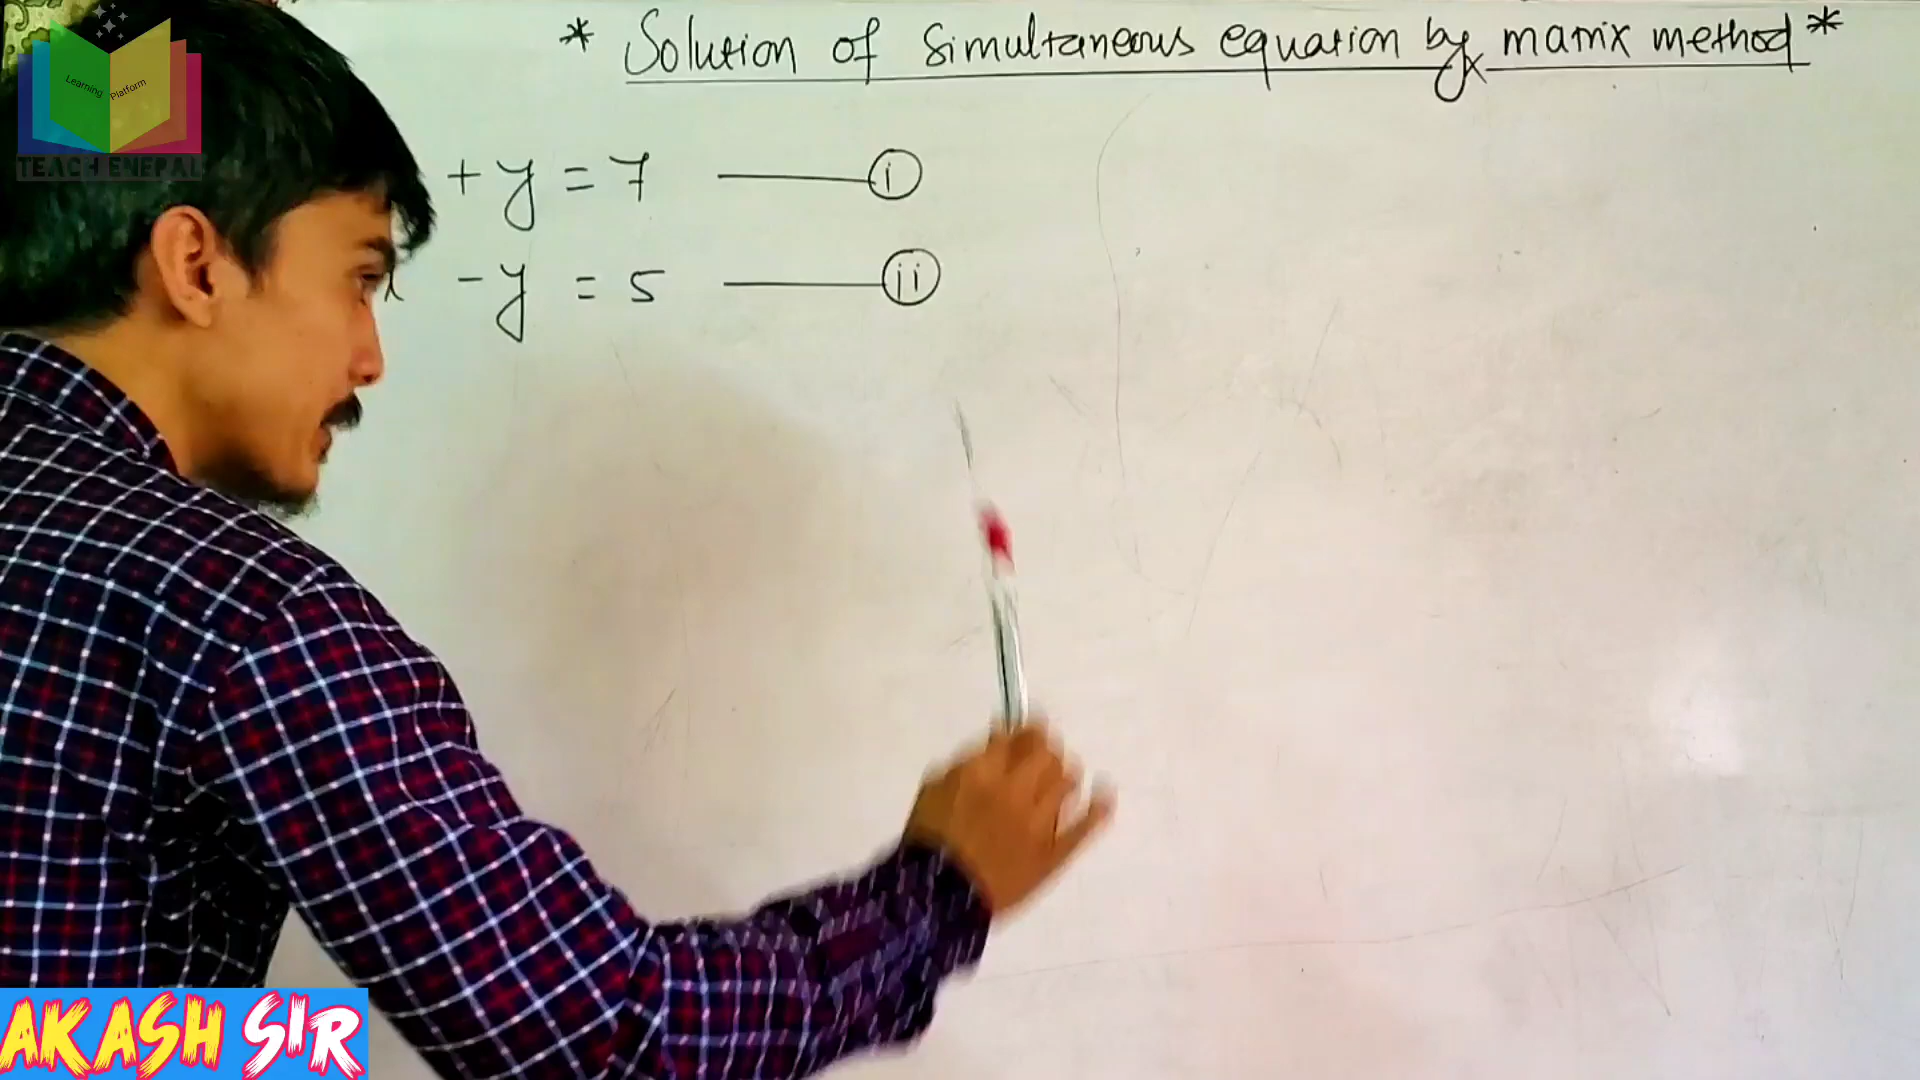 * Solution of simultaneous equation by matrix method *
Learning Platform
TEACH ENEPAL
+ y = 7 ——— (i)
- y = 5 ——— (ii)
AKASH SIR